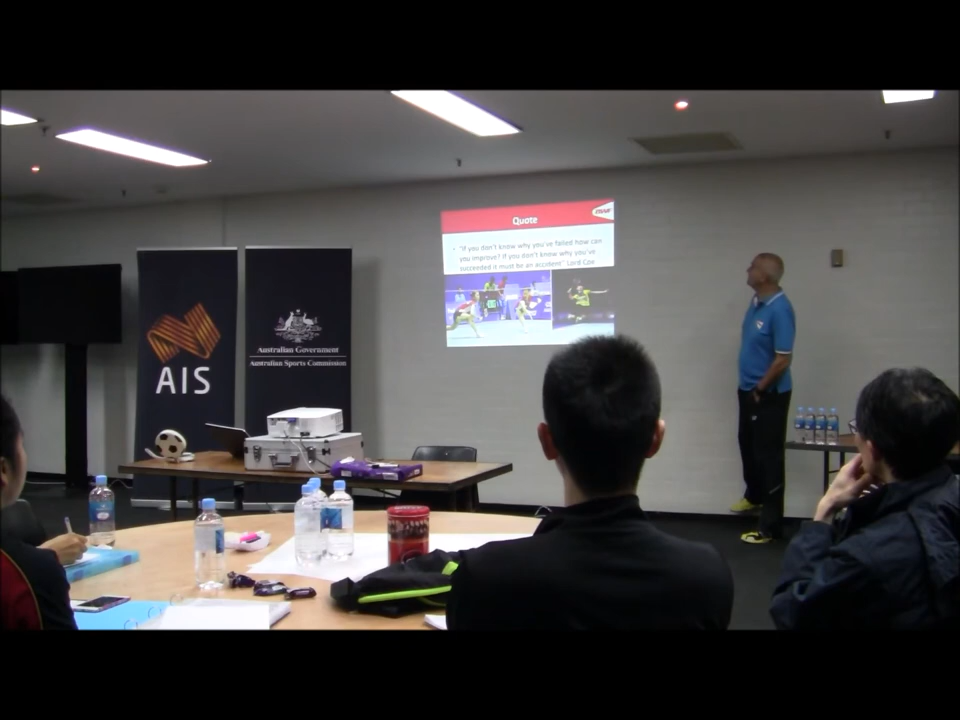 Quote
• "If you don't know why you've failed how can
you improve? If you don't know why you've
succeeded it must be an accident" Lord Cox
AIS
Australian Government
Australian Sports Commission